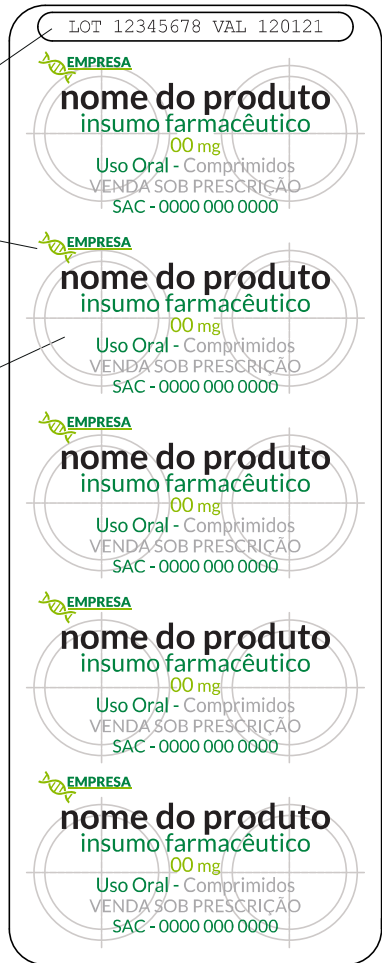 LOT 12345678 VAL 120121
EMPRESA
nome do produto
insumo farmacêutico
00 mg
Uso Oral - Comprimidos
VENDA SOB PRESCRIÇÃO
SAC - 0000 000 0000
EMPRESA
nome do produto
insumo farmacêutico
00 mg
Uso Oral - Comprimidos
VENDA SOB PRESCRIÇÃO
SAC - 0000 000 0000
EMPRESA
nome do produto
insumo farmacêutico
00 mg
Uso Oral - Comprimidos
VENDA SOB PRESCRIÇÃO
SAC - 0000 000 0000
EMPRESA
nome do produto
insumo farmacêutico
00 mg
Uso Oral - Comprimidos
VENDA SOB PRESCRIÇÃO
SAC - 0000 000 0000
EMPRESA
nome do produto
insumo farmacêutico
00 mg
Uso Oral - Comprimidos
VENDA SOB PRESCRIÇÃO
SAC - 0000 000 0000